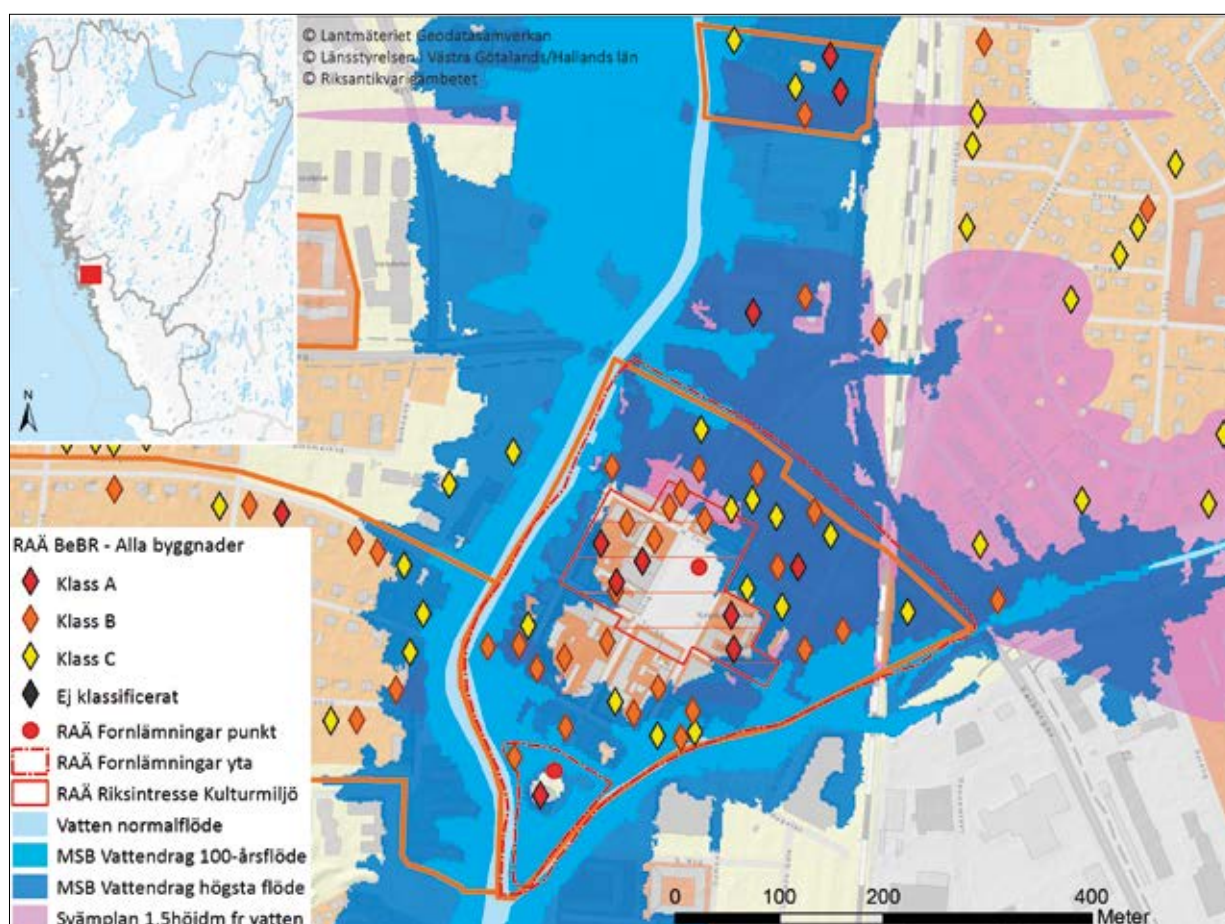 © Lantmäteriet Geodatasamverkan
© Länsstyrelsen i Västra Götalands/Hallands län
© Riksantikvarieämbetet
N
RAÄ BeBR - Alla byggnader
Klass A
Klass B
Klass C
Ej klassificerat
RAÄ Fornlämningar punkt
RAÄ Fornlämningar yta
RAÄ Riksintresse Kulturmiljö
Vatten normalflöde
MSB Vattendrag 100-årsflöde
MSB Vattendrag högsta flöde
Svämplan 1,5höjdm fr vatten
0 100 200 400
Meter